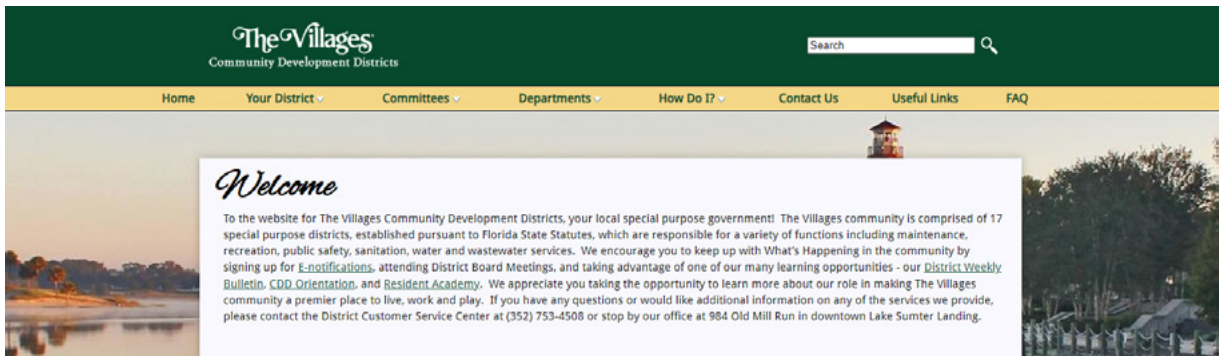 The Villages
Community Development Districts
Search
Home Your District Committees Departments How Do I? Contact Us Useful Links FAQ
Welcome
To the website for The Villages Community Development Districts, your local special purpose government! The Villages community is comprised of 17
special purpose districts, established pursuant to Florida State Statutes, which are responsible for a variety of functions including maintenance,
recreation, public safety, sanitation, water and wastewater services. We encourage you to keep up with What's Happening in the community by
signing up for E-notifications, attending District Board Meetings, and taking advantage of one of our many learning opportunities - our District Weekly
Bulletin, CDD Orientation, and Resident Academy. We appreciate you taking the opportunity to learn more about our role in making The Villages
community a premier place to live, work and play. If you have any questions or would like additional information on any of the services we provide,
please contact the District Customer Service Center at (352) 753-4508 or stop by our office at 984 Old Mill Run in downtown Lake Sumter Landing.